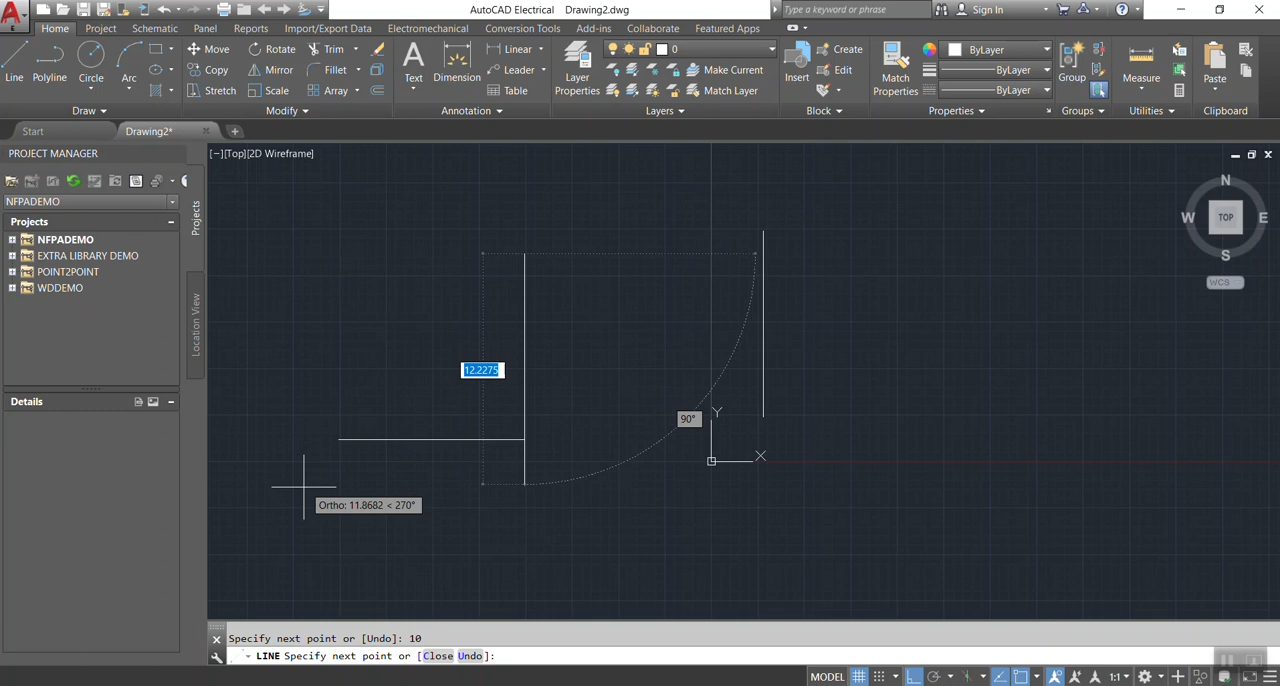 AutoCAD Electrical Drawing2.dwg
Type a keyword or phrase
Sign In
Home Project Schematic Panel Reports Import/Export Data Electromechanical Conversion Tools Add-ins Collaborate Featured Apps
Line Polyline Circle Arc
Move Rotate Trim
Copy Mirror Fillet
Stretch Scale Array
Text Dimension
Linear
Leader
Table
Layer
Properties
0
Make Current
Match Layer
Insert
Create
Edit
Match
Properties
ByLayer
ByLayer
ByLayer
Group
Measure
Paste
Draw Modify Annotation Layers Block Properties Groups Utilities Clipboard
Start Drawing2*
PROJECT MANAGER
NFPADEMO
Projects
NFPADEMO
EXTRA LIBRARY DEMO
POINT2POINT
WDDEMO
Projects
Location View
Details
[−][Top][2D Wireframe]
N
W TOP E
S
WCS
12.2275
90°
Y
X
Ortho: 11.8682 < 270°
Specify next point or [Undo]: 10
LINE Specify next point or [Close Undo]:
MODEL 1:1